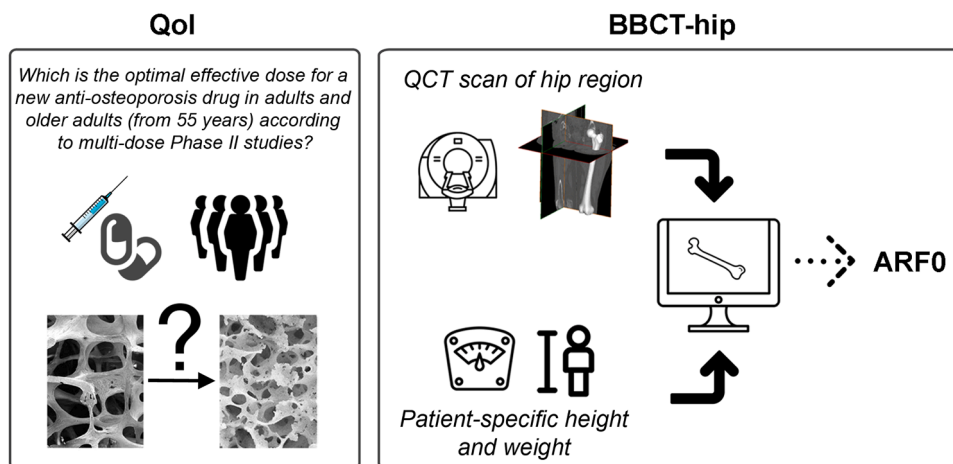 QoI
Which is the optimal effective dose for a
new anti-osteoporosis drug in adults and
older adults (from 55 years) according
to multi-dose Phase II studies?
?
BBCT-hip
QCT scan of hip region
ARF0
Patient-specific height
and weight